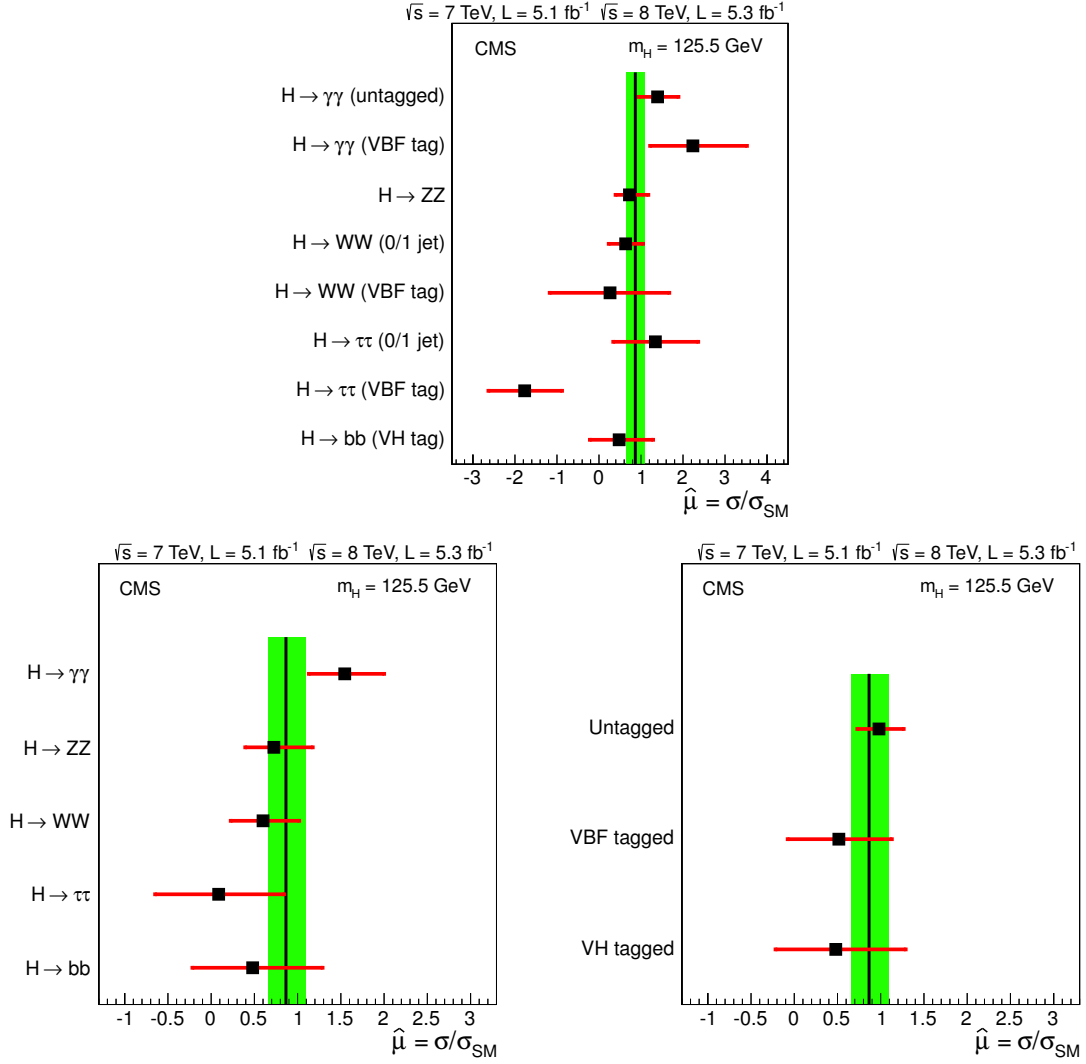 √s = 7 TeV, L = 5.1 fb⁻¹ √s = 8 TeV, L = 5.3 fb⁻¹
CMS m_H = 125.5 GeV
H → γγ (untagged)
H → γγ (VBF tag)
H → ZZ
H → WW (0/1 jet)
H → WW (VBF tag)
H → ττ (0/1 jet)
H → ττ (VBF tag)
H → bb (VH tag)
-3 -2 -1 0 1 2 3 4
μ̂ = σ/σ_SM
√s = 7 TeV, L = 5.1 fb⁻¹ √s = 8 TeV, L = 5.3 fb⁻¹
CMS m_H = 125.5 GeV
H → γγ
H → ZZ
H → WW
H → ττ
H → bb
-1 -0.5 0 0.5 1 1.5 2 2.5 3
μ̂ = σ/σ_SM
√s = 7 TeV, L = 5.1 fb⁻¹ √s = 8 TeV, L = 5.3 fb⁻¹
CMS m_H = 125.5 GeV
Untagged
VBF tagged
VH tagged
-1 -0.5 0 0.5 1 1.5 2 2.5 3
μ̂ = σ/σ_SM